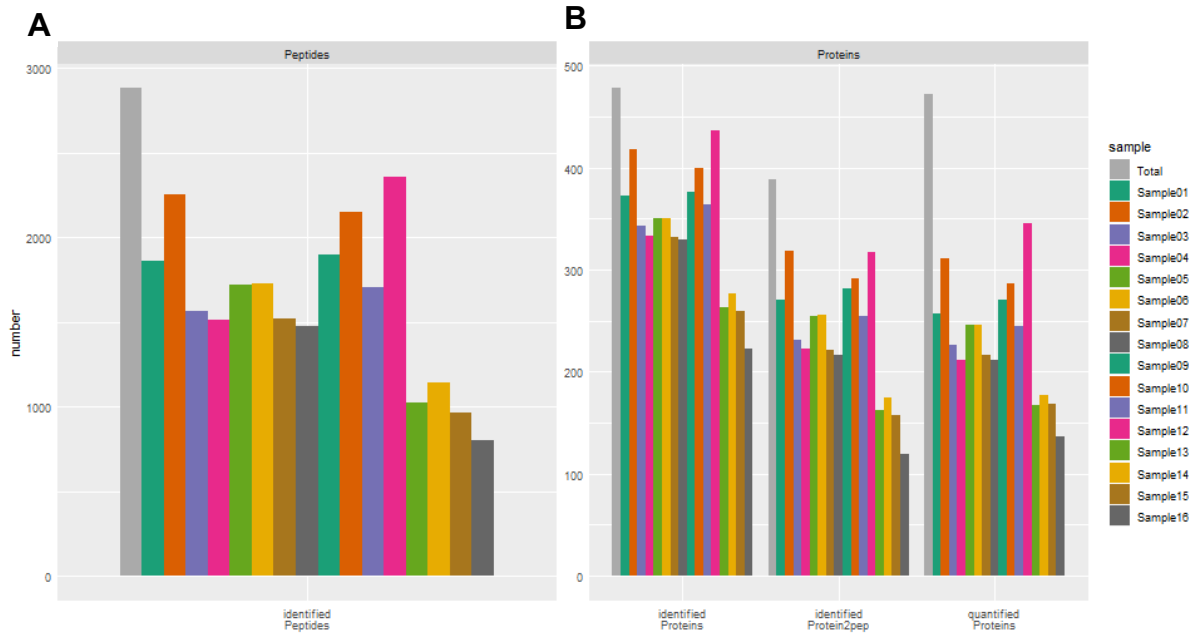 A
B
Peptides
Proteins
number
3000
2000
1000
0
identified
Peptides
500
400
300
200
100
0
identified
Proteins
identified
Protein2pep
quantified
Proteins
sample
Total
Sample01
Sample02
Sample03
Sample04
Sample05
Sample06
Sample07
Sample08
Sample09
Sample10
Sample11
Sample12
Sample13
Sample14
Sample15
Sample16